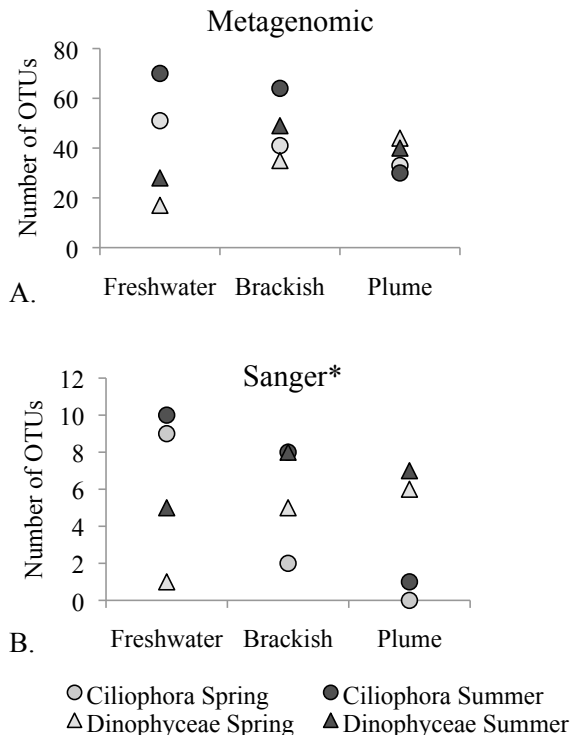 Metagenomic
80
60
40
20
0
Number of OTUs
Freshwater Brackish Plume
A.
Sanger*
12
10
8
6
4
2
0
Number of OTUs
Freshwater Brackish Plume
B.
Ciliophora Spring Ciliophora Summer
Dinophyceae Spring Dinophyceae Summer